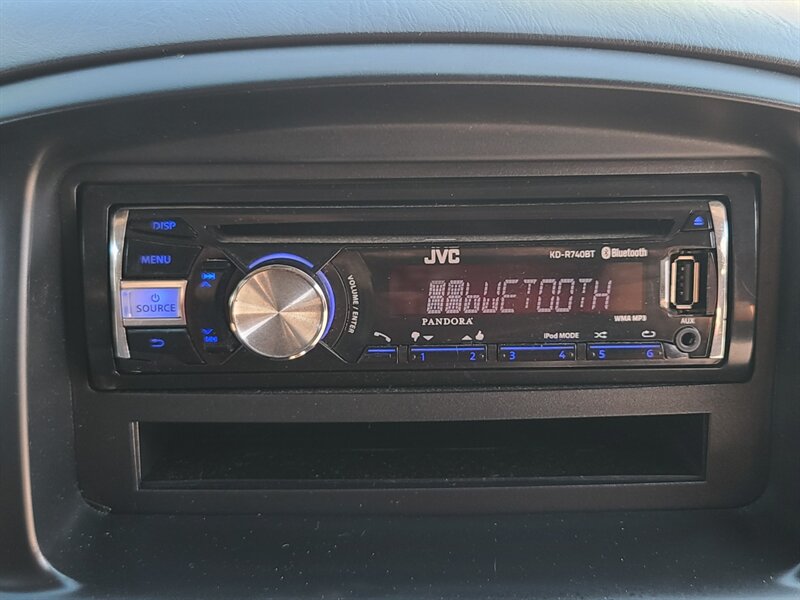 DISP
MENU
SOURCE
VOLUME / ENTER
JVC
KD-R740BT Bluetooth
BLUETOOTH
PANDORA
WMA MP3
AUX
iPod MODE
1 2 3 4 5 6